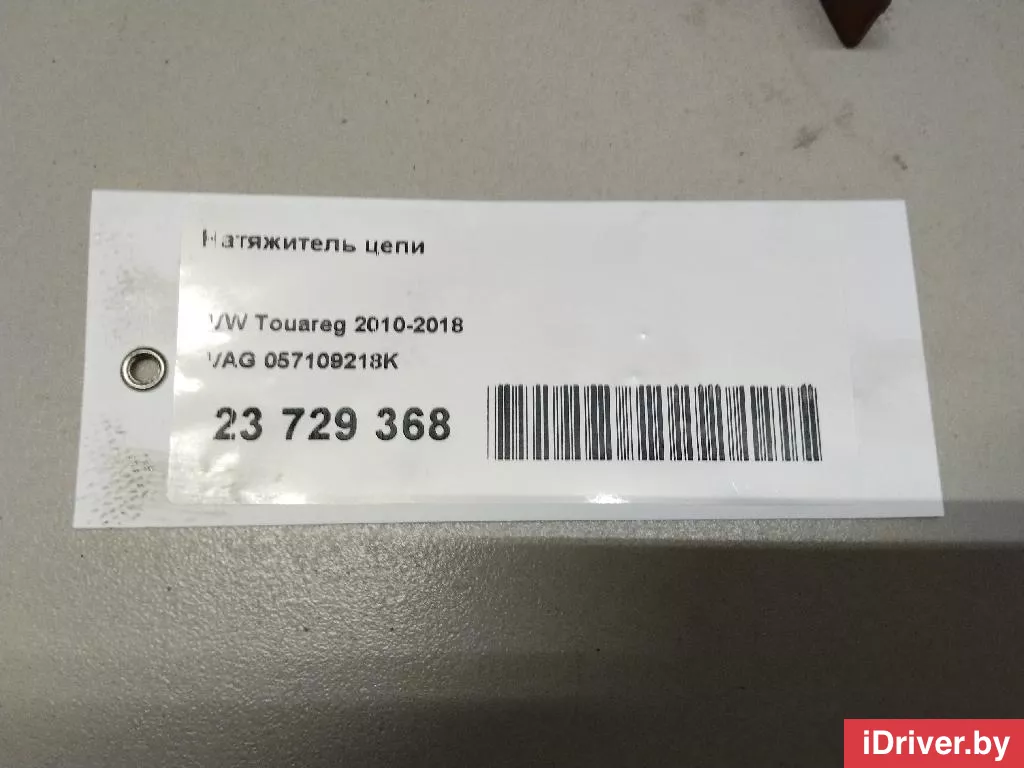 Натяжитель цепи
VW Touareg 2010-2018
VAG 057109218K
23 729 368
iDriver.by